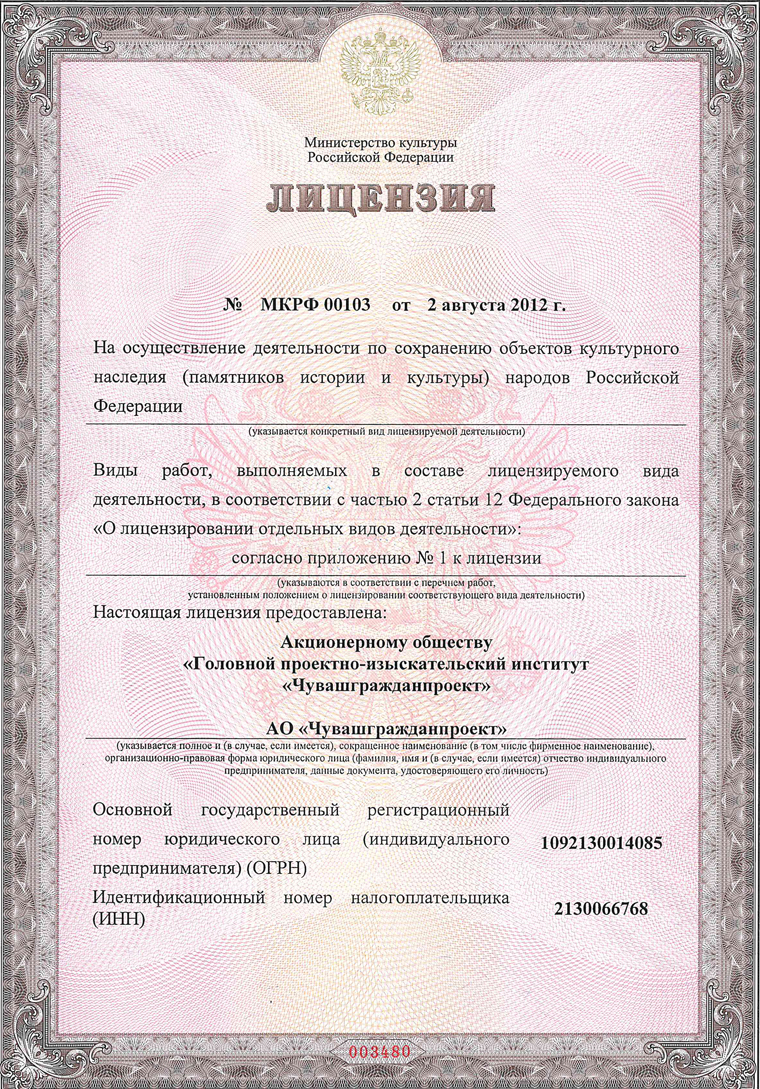 Министерство культуры
Российской Федерации
ЛИЦЕНЗИЯ
№ МКРФ 00103 от 2 августа 2012 г.
На осуществление деятельности по сохранению объектов культурного
наследия (памятников истории и культуры) народов Российской
Федерации
(указывается конкретный вид лицензируемой деятельности)
Виды работ, выполняемых в составе лицензируемого вида
деятельности, в соответствии с частью 2 статьи 12 Федерального закона
«О лицензировании отдельных видов деятельности»:
согласно приложению № 1 к лицензии
(указываются в соответствии с перечнем работ,
установленным положением о лицензировании соответствующего вида деятельности)
Настоящая лицензия предоставлена:
Акционерному обществу
«Головной проектно-изыскательский институт
«Чувашгражданпроект»
АО «Чувашгражданпроект»
(указывается полное и (в случае, если имеется), сокращенное наименование (в том числе фирменное наименование),
организационно-правовая форма юридического лица (фамилия, имя и (в случае, если имеется) отчество индивидуального
предпринимателя, данные документа, удостоверяющего его личность)
Основной государственный регистрационный
номер юридического лица (индивидуального 1092130014085
предпринимателя) (ОГРН)
Идентификационный номер налогоплательщика
(ИНН) 2130066768
003480